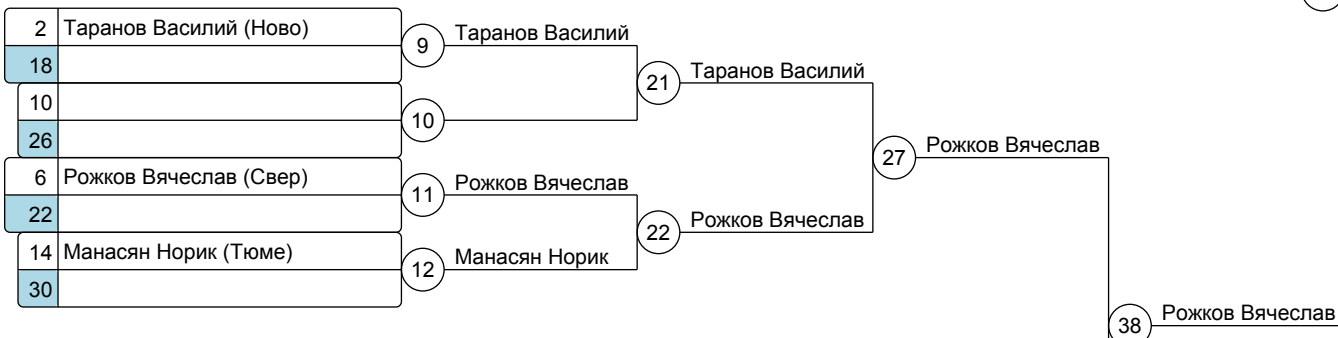 2 Таранов Василий (Ново)
18
9 Таранов Василий
21 Таранов Василий
10
26
10
27 Рожков Вячеслав
6 Рожков Вячеслав (Свер)
22
11 Рожков Вячеслав
22 Рожков Вячеслав
14 Манасян Норик (Тюме)
30
12 Манасян Норик
38 Рожков Вячеслав